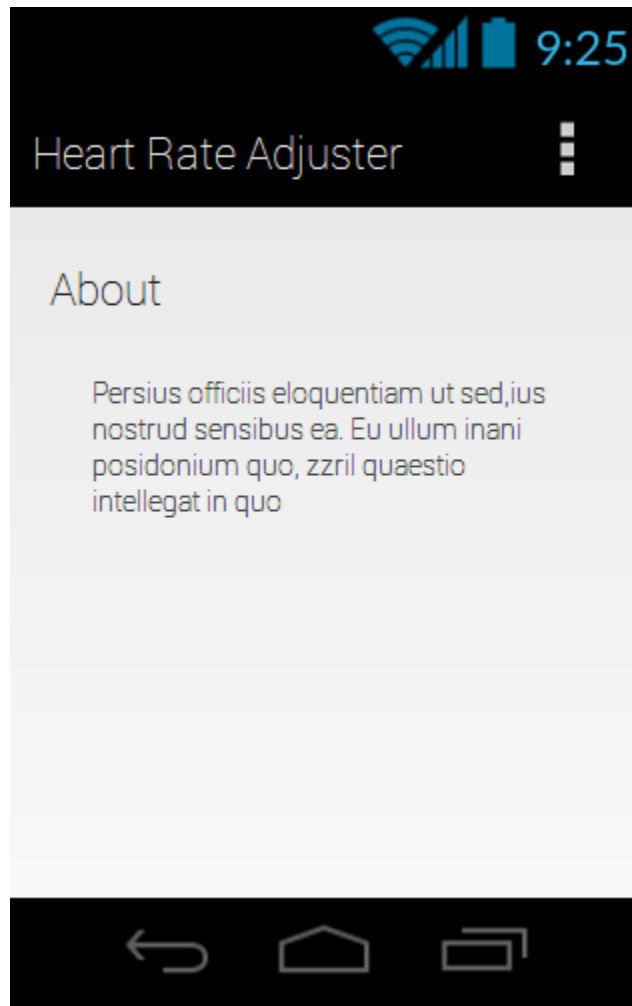 9:25
Heart Rate Adjuster
About
Persius officiis eloquentiam ut sed,ius
nostrud sensibus ea. Eu ullum inani
posidonium quo, zzril quaestio
intellegat in quo